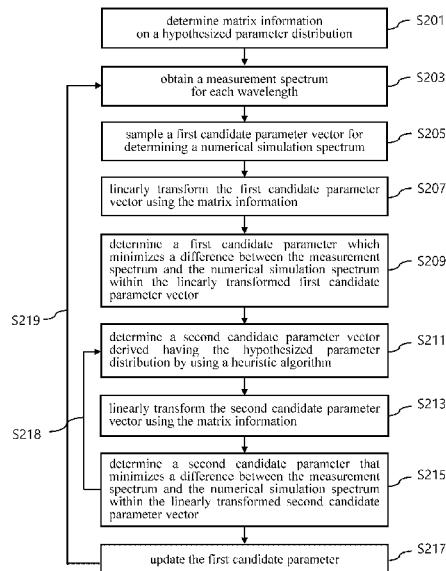 determine matrix information
on a hypothesized parameter distribution
S201
obtain a measurement spectrum
for each wavelength
S203
sample a first candidate parameter vector for
determining a numerical simulation spectrum
S205
linearly transform the first candidate parameter
vector using the matrix information
S207
determine a first candidate parameter which
minimizes a difference between the measurement
spectrum and the numerical simulation spectrum
within the linearly transformed first candidate
parameter vector
S209
S219
determine a second candidate parameter vector
derived having the hypothesized parameter
distribution by using a heuristic algorithm
S211
linearly transform the second candidate parameter
vector using the matrix information
S213
S218
determine a second candidate parameter that
minimizes a difference between the measurement
spectrum and the numerical simulation spectrum
within the linearly transformed second candidate
parameter vector
S215
update the first candidate parameter
S217